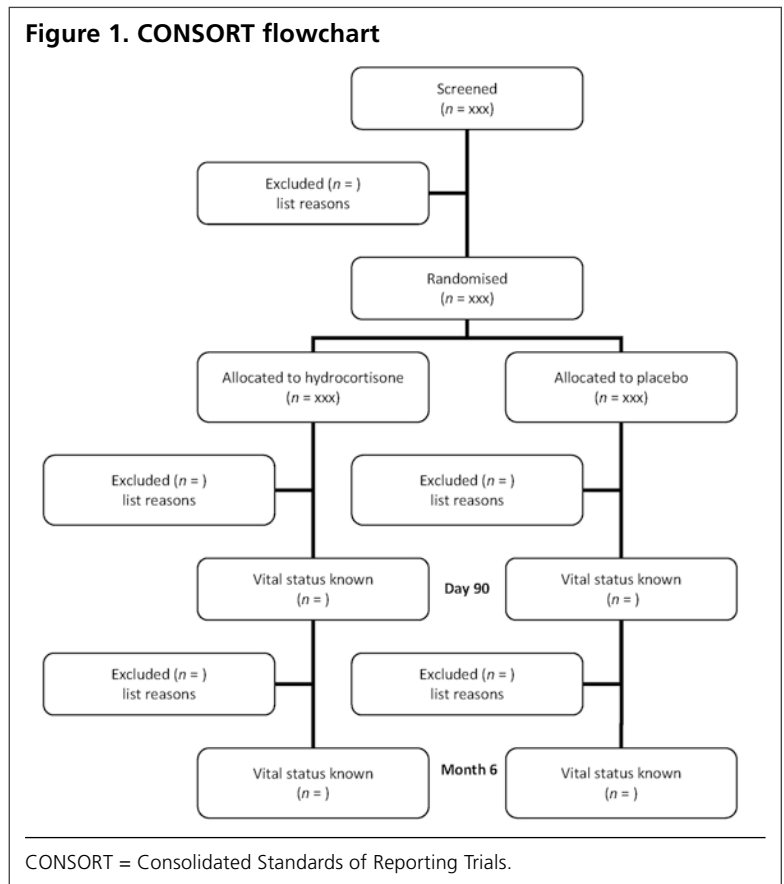 Figure 1. CONSORT flowchart
Screened
(n = xxx)
Excluded (n = )
list reasons
Randomised
(n = xxx)
Allocated to hydrocortisone
(n = xxx)
Allocated to placebo
(n = xxx)
Excluded (n = )
list reasons
Excluded (n = )
list reasons
Vital status known
(n = )
Day 90
Vital status known
(n = )
Excluded (n = )
list reasons
Excluded (n = )
list reasons
Vital status known
(n = )
Month 6
Vital status known
(n = )
CONSORT = Consolidated Standards of Reporting Trials.